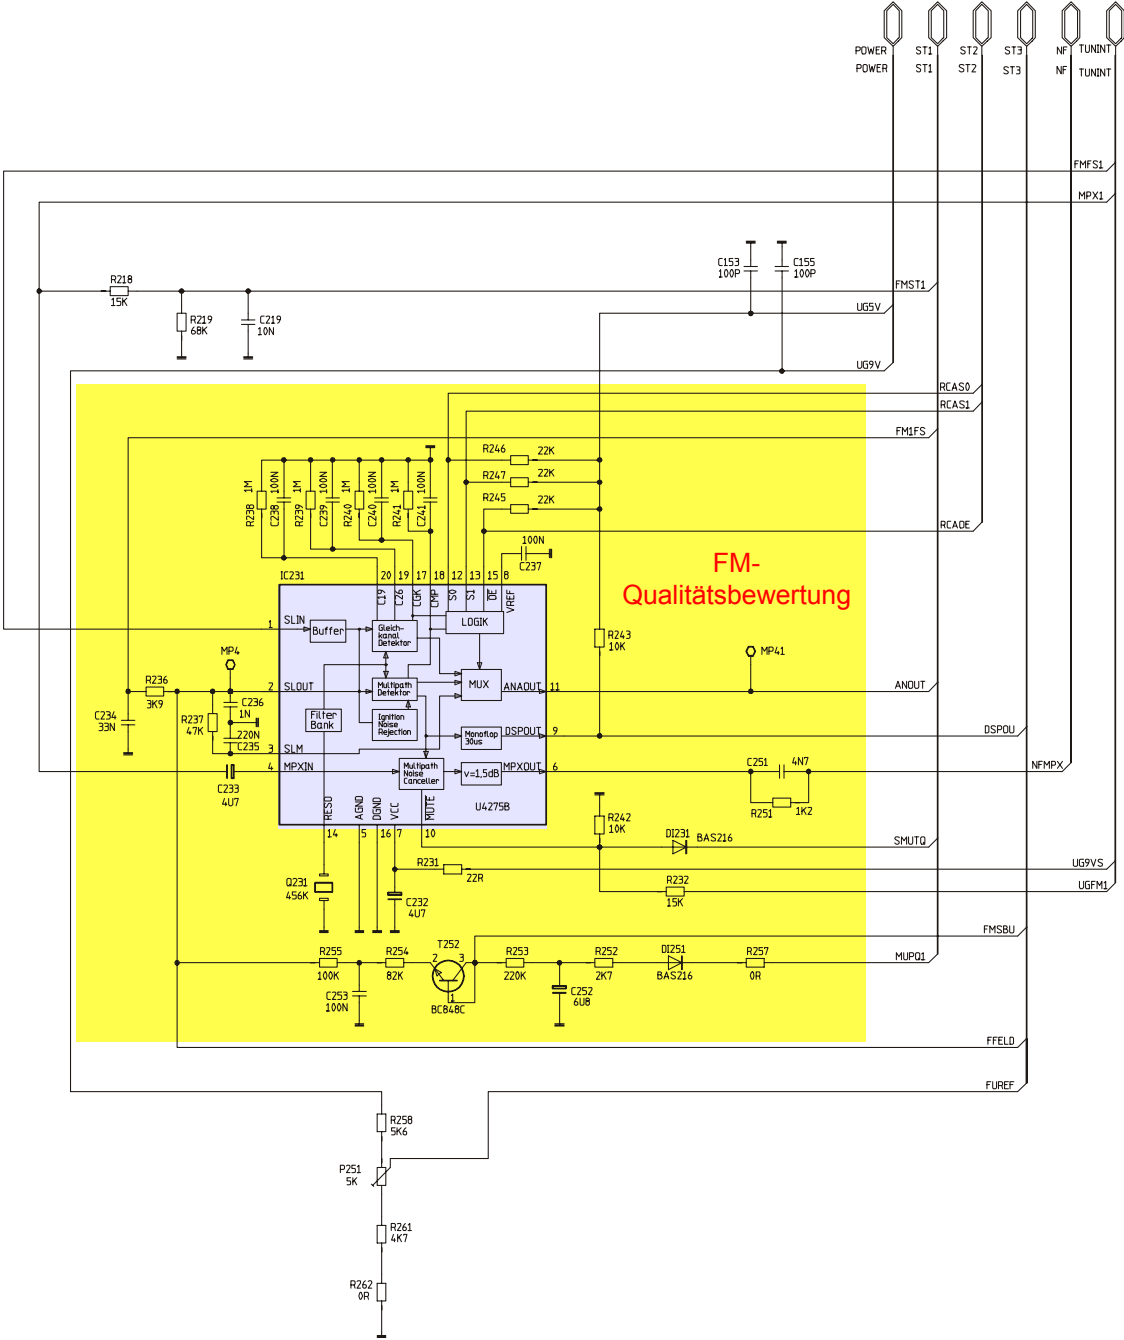 POWER ST1 ST2 ST3 NF TUNINT
POWER ST1 ST2 ST3 NF TUNINT
FMFS1
MPX1
C153
100P
C155
100P
R218
15K
FMST1
UG5V
R219
68K
C219
10N
UG9V
RCAS0
RCAS1
FM1FS
R246 22K
R247 22K
R245 22K
R238 1M
C238 100N
R239 1M
C239 100N
R240 1M
C240 100N
R241 1M
C241 100N
RCADE
100N
C237
FM-
Qualitätsbewertung
IC231
20 19 17 18 12 13 15 8
C19 C26 CGK CMP S0 S1 DE VREF
1 SLIN
Buffer
Gleich-
kanal
Detektor
LOGIK
R243
10K
MP4
MP41
R236
3K9
2 SLOUT
Multipath
Detektor
MUX
ANAOUT 11
ANOUT
C234
33N
R237
47K
C236
1N
220N
C235
Filter
Bank
Ignition
Noise
Rejection
Monoflop
30us
DSPOUT 9
DSPOU
3 SLM
4 MPXIN
Multipath
Noise
Canceller
v=1,5dB
MPXOUT 6
C233
4U7
C251 4N7
R251 1K2
NFMPX
RESO AGND DGND VCC MUTE
U4275B
14 5 16 7 10
R242
10K
DI231 BAS216
SMUTQ
R231
22R
UG9VS
Q231
456K
C232
4U7
R232
15K
UGFM1
FMSBU
R255
100K
R254
82K
T252
2 3
1
BC848C
R253
220K
R252
2K7
DI251
BAS216
R257
0R
MUPQ1
C253
100N
C252
6U8
FFELD
FUREF
R258
5K6
P251
5K
R261
4K7
R262
0R